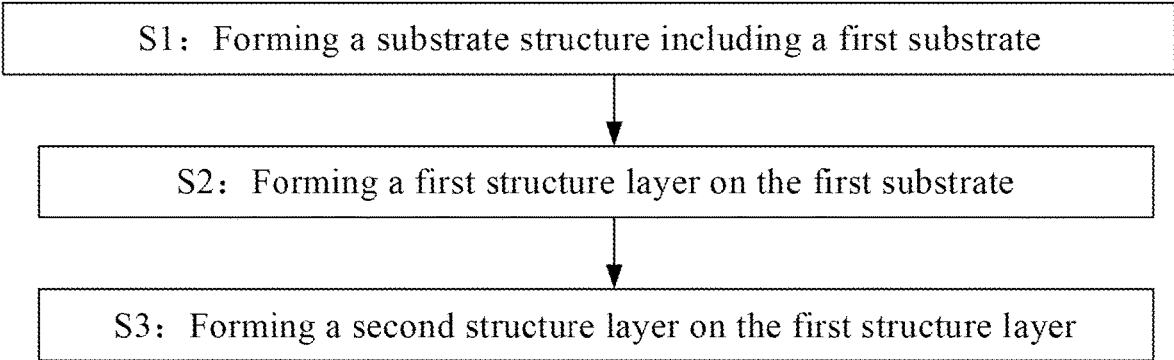 S1：Forming a substrate structure including a first substrate
S2：Forming a first structure layer on the first substrate
S3：Forming a second structure layer on the first structure layer